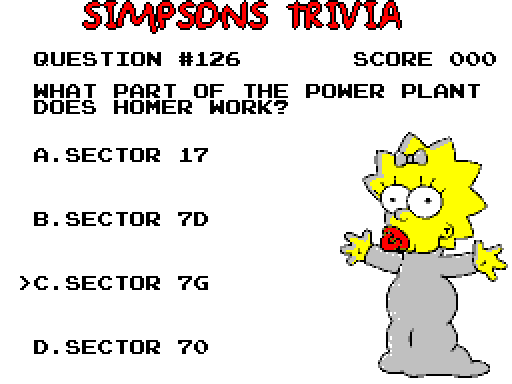 SIMPSONS TRIVIA
QUESTION #126 SCORE 000
WHAT PART OF THE POWER PLANT
DOES HOMER WORK?
A.SECTOR 17
B.SECTOR 7D
>C.SECTOR 7G
D.SECTOR 70